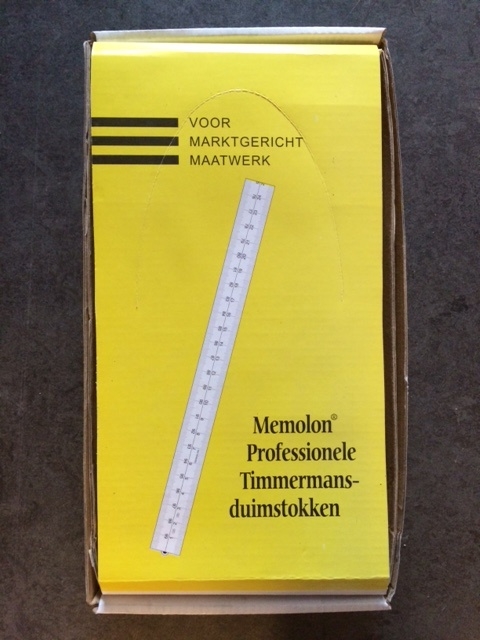 VOOR
MARKTGERICHT
MAATWERK
Memolon®
Professionele
Timmermans-
duimstokken